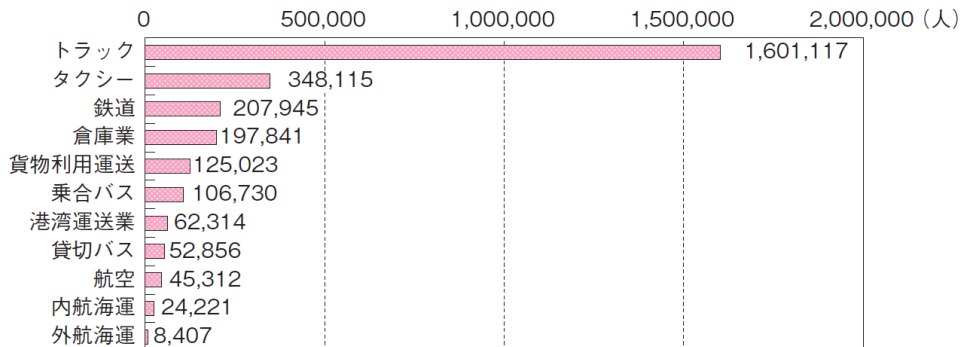 0 500,000 1,000,000 1,500,000 2,000,000（人）
トラック 1,601,117
タクシー 348,115
鉄道 207,945
倉庫業 197,841
貨物利用運送 125,023
乗合バス 106,730
港湾運送業 62,314
貸切バス 52,856
航空 45,312
内航海運 24,221
外航海運 8,407